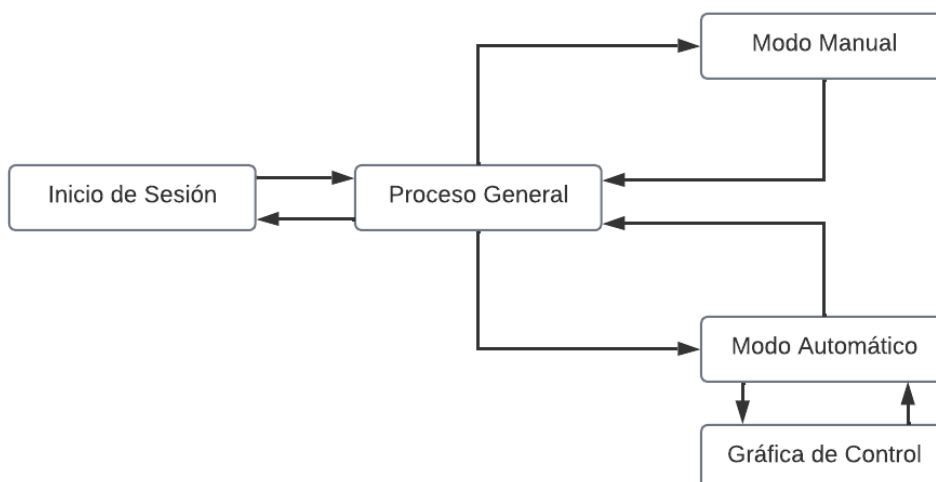 Modo Manual
Inicio de Sesión
Proceso General
Modo Automático
Gráfica de Control